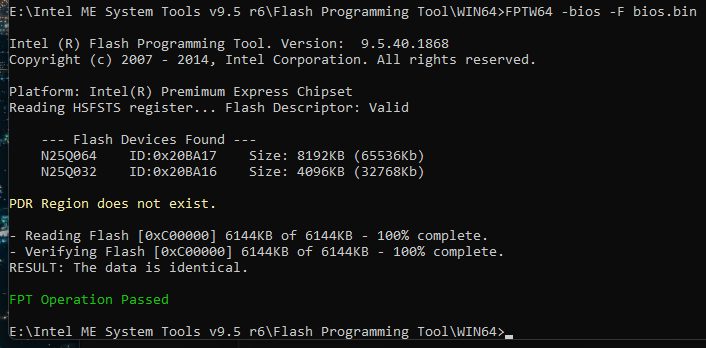 E:\Intel ME System Tools v9.5 r6\Flash Programming Tool\WIN64>FPTW64 -bios -F bios.bin
Intel (R) Flash Programming Tool. Version:  9.5.40.1868
Copyright (c) 2007 - 2014, Intel Corporation. All rights reserved.
Platform: Intel(R) Premimum Express Chipset
Reading HSFSTS register... Flash Descriptor: Valid
--- Flash Devices Found ---
N25Q064    ID:0x20BA17    Size: 8192KB (65536Kb)
N25Q032    ID:0x20BA16    Size: 4096KB (32768Kb)
PDR Region does not exist.
- Reading Flash [0xC00000] 6144KB of 6144KB - 100% complete.
- Verifying Flash [0xC00000] 6144KB of 6144KB - 100% complete.
RESULT: The data is identical.
FPT Operation Passed
E:\Intel ME System Tools v9.5 r6\Flash Programming Tool\WIN64>